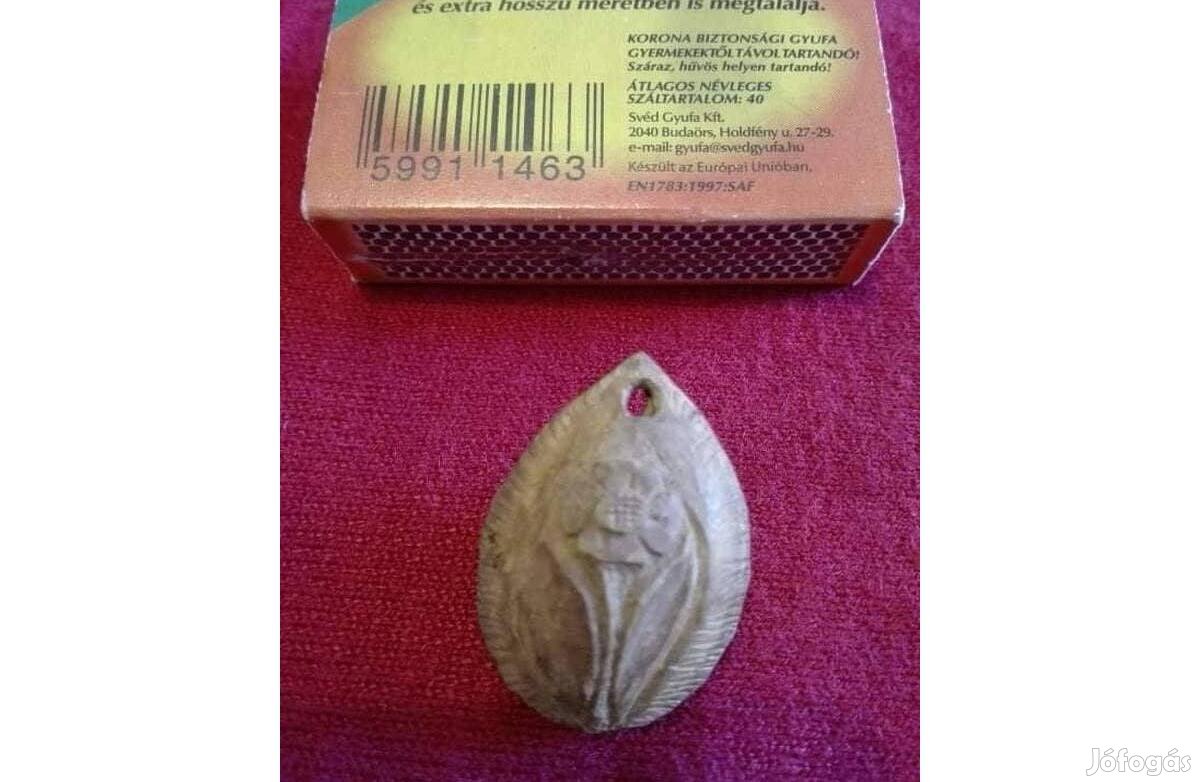 és extra hosszú méretben is megtalálja.
KORONA BIZTONSÁGI GYUFA
GYERMEKEKTŐL TÁVOL TARTANDÓ!
Száraz, hűvös helyen tartandó!
ÁTLAGOS NÉVLEGES
SZÁLTARTALOM: 40
Svéd Gyufa Kft.
2040 Budaörs, Holdfény u. 27-29.
e-mail: gyufa@svedgyufa.hu
Készült az Európai Unióban.
EN1783:1997:SAF
5991 1463
Jófogás